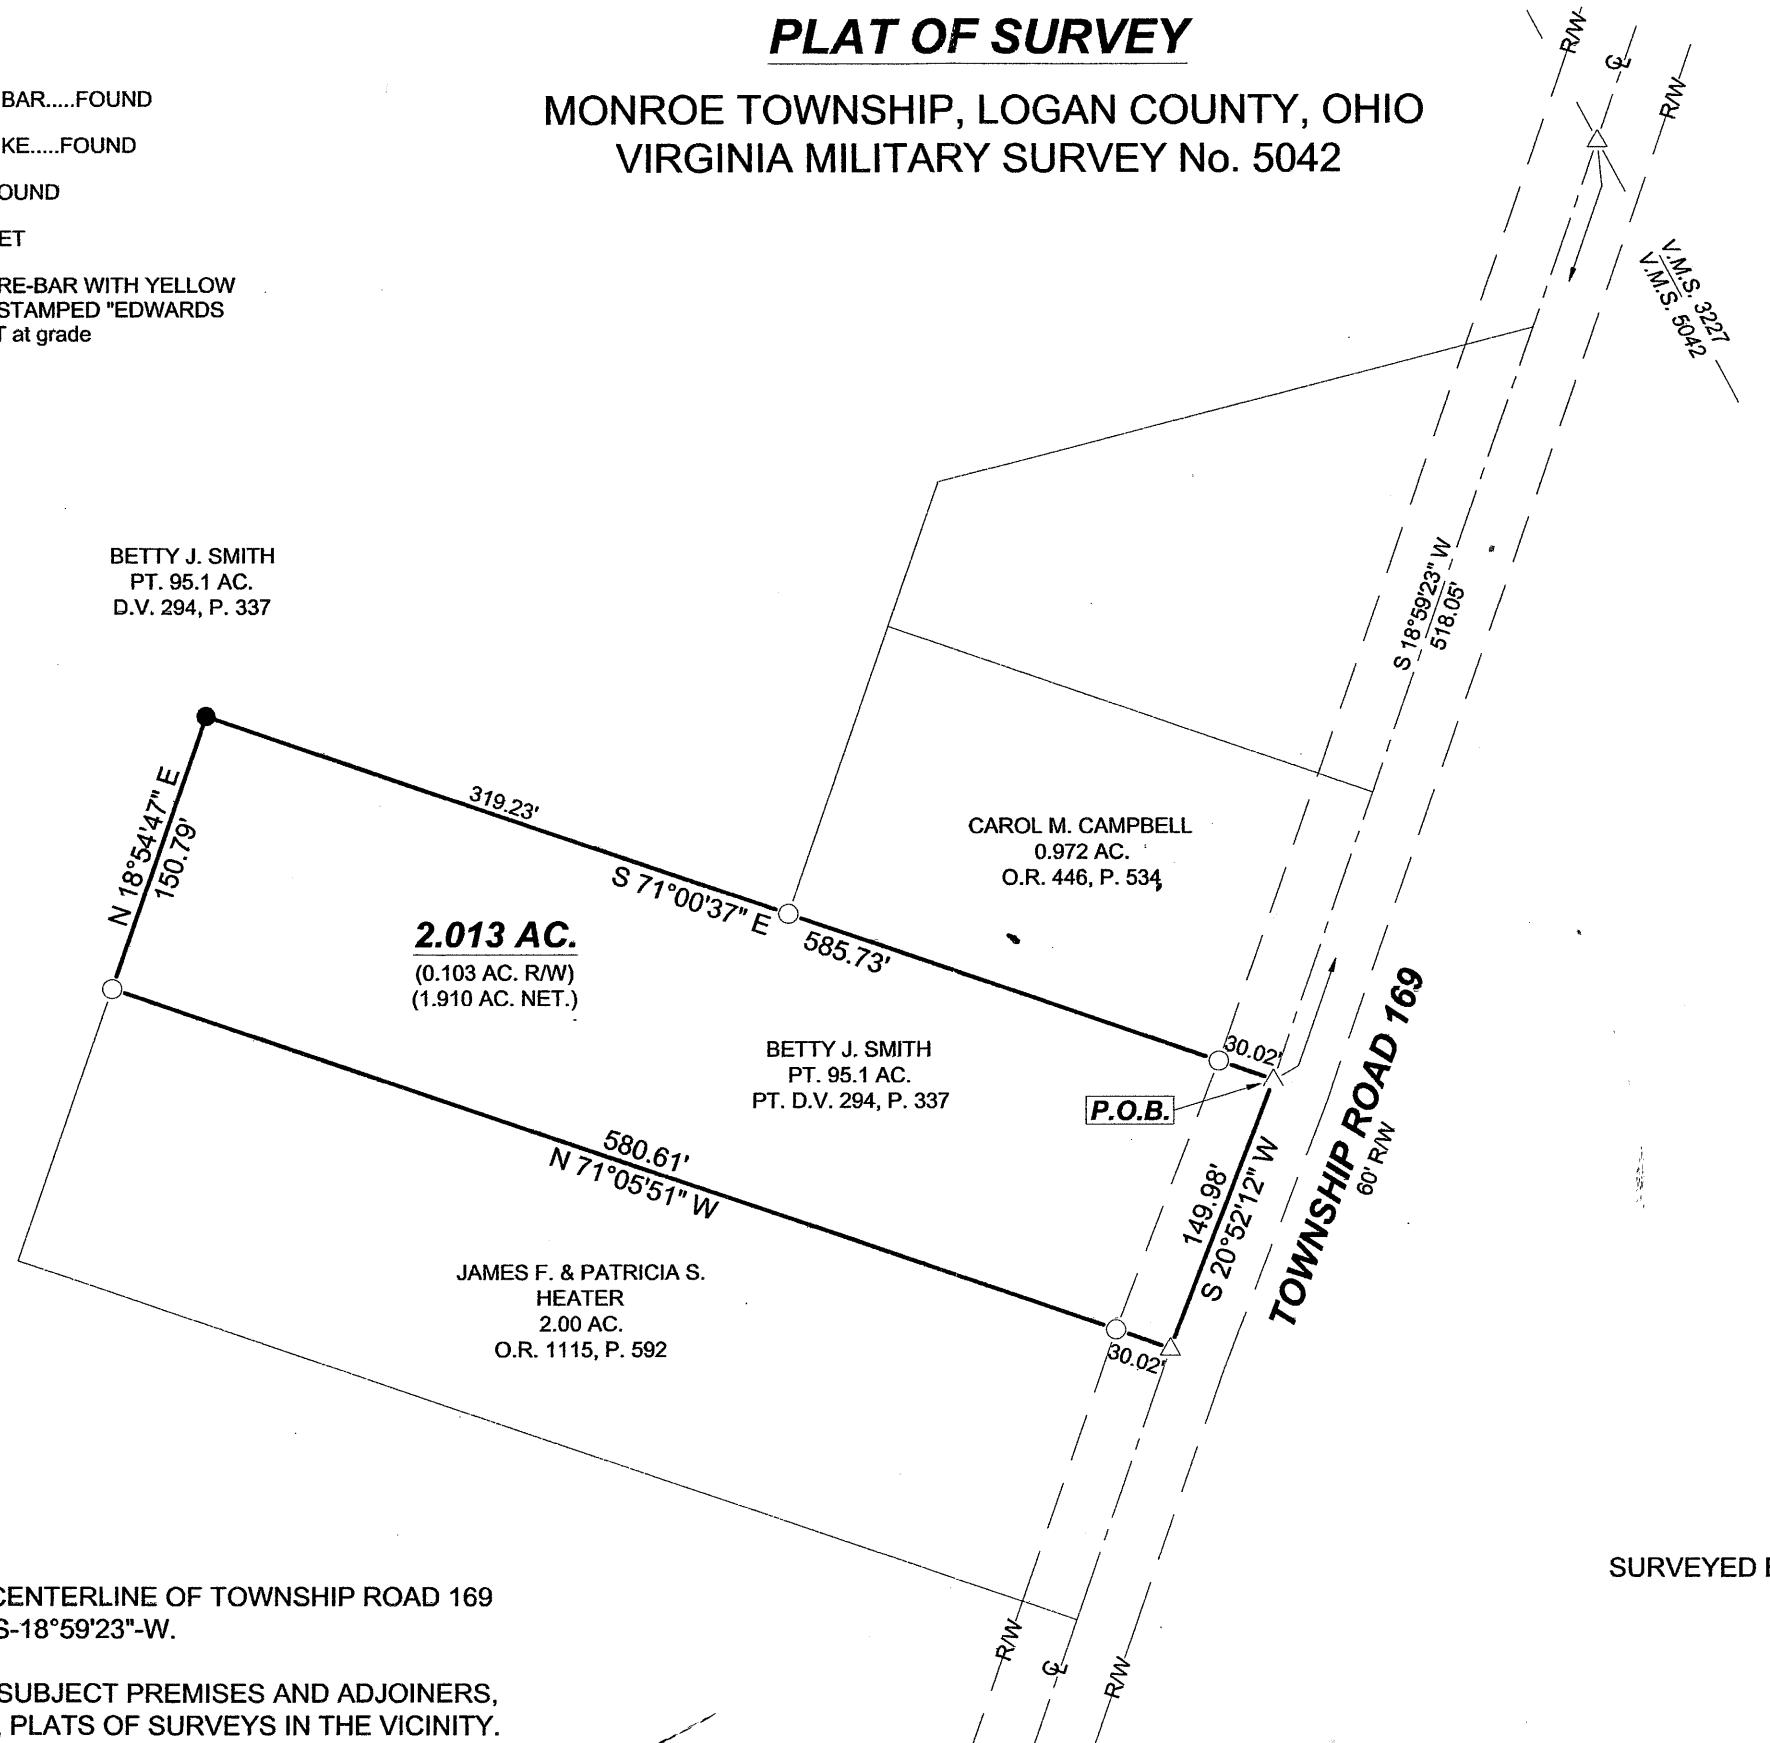 PLAT OF SURVEY
MONROE TOWNSHIP, LOGAN COUNTY, OHIO
VIRGINIA MILITARY SURVEY No. 5042
BAR.....FOUND
KE.....FOUND
OUND
ET
RE-BAR WITH YELLOW
STAMPED "EDWARDS
T at grade
R/W
℄
R/W
V.M.S. 3227
V.M.S. 5042
S 18°59'23" W
518.05'
BETTY J. SMITH
PT. 95.1 AC.
D.V. 294, P. 337
N 18°54'47" E
150.79'
319.23'
S 71°00'37" E
585.73'
CAROL M. CAMPBELL
0.972 AC.
O.R. 446, P. 534
2.013 AC.
(0.103 AC. R/W)
(1.910 AC. NET.)
BETTY J. SMITH
PT. 95.1 AC.
PT. D.V. 294, P. 337
30.02'
P.O.B.
149.98'
S 20°52'12" W
TOWNSHIP ROAD 169
60' R/W
580.61'
N 71°05'51" W
JAMES F. & PATRICIA S.
HEATER
2.00 AC.
O.R. 1115, P. 592
30.02'
R/W
℄
R/W
CENTERLINE OF TOWNSHIP ROAD 169
S-18°59'23"-W.
SUBJECT PREMISES AND ADJOINERS,
, PLATS OF SURVEYS IN THE VICINITY.
SURVEYED